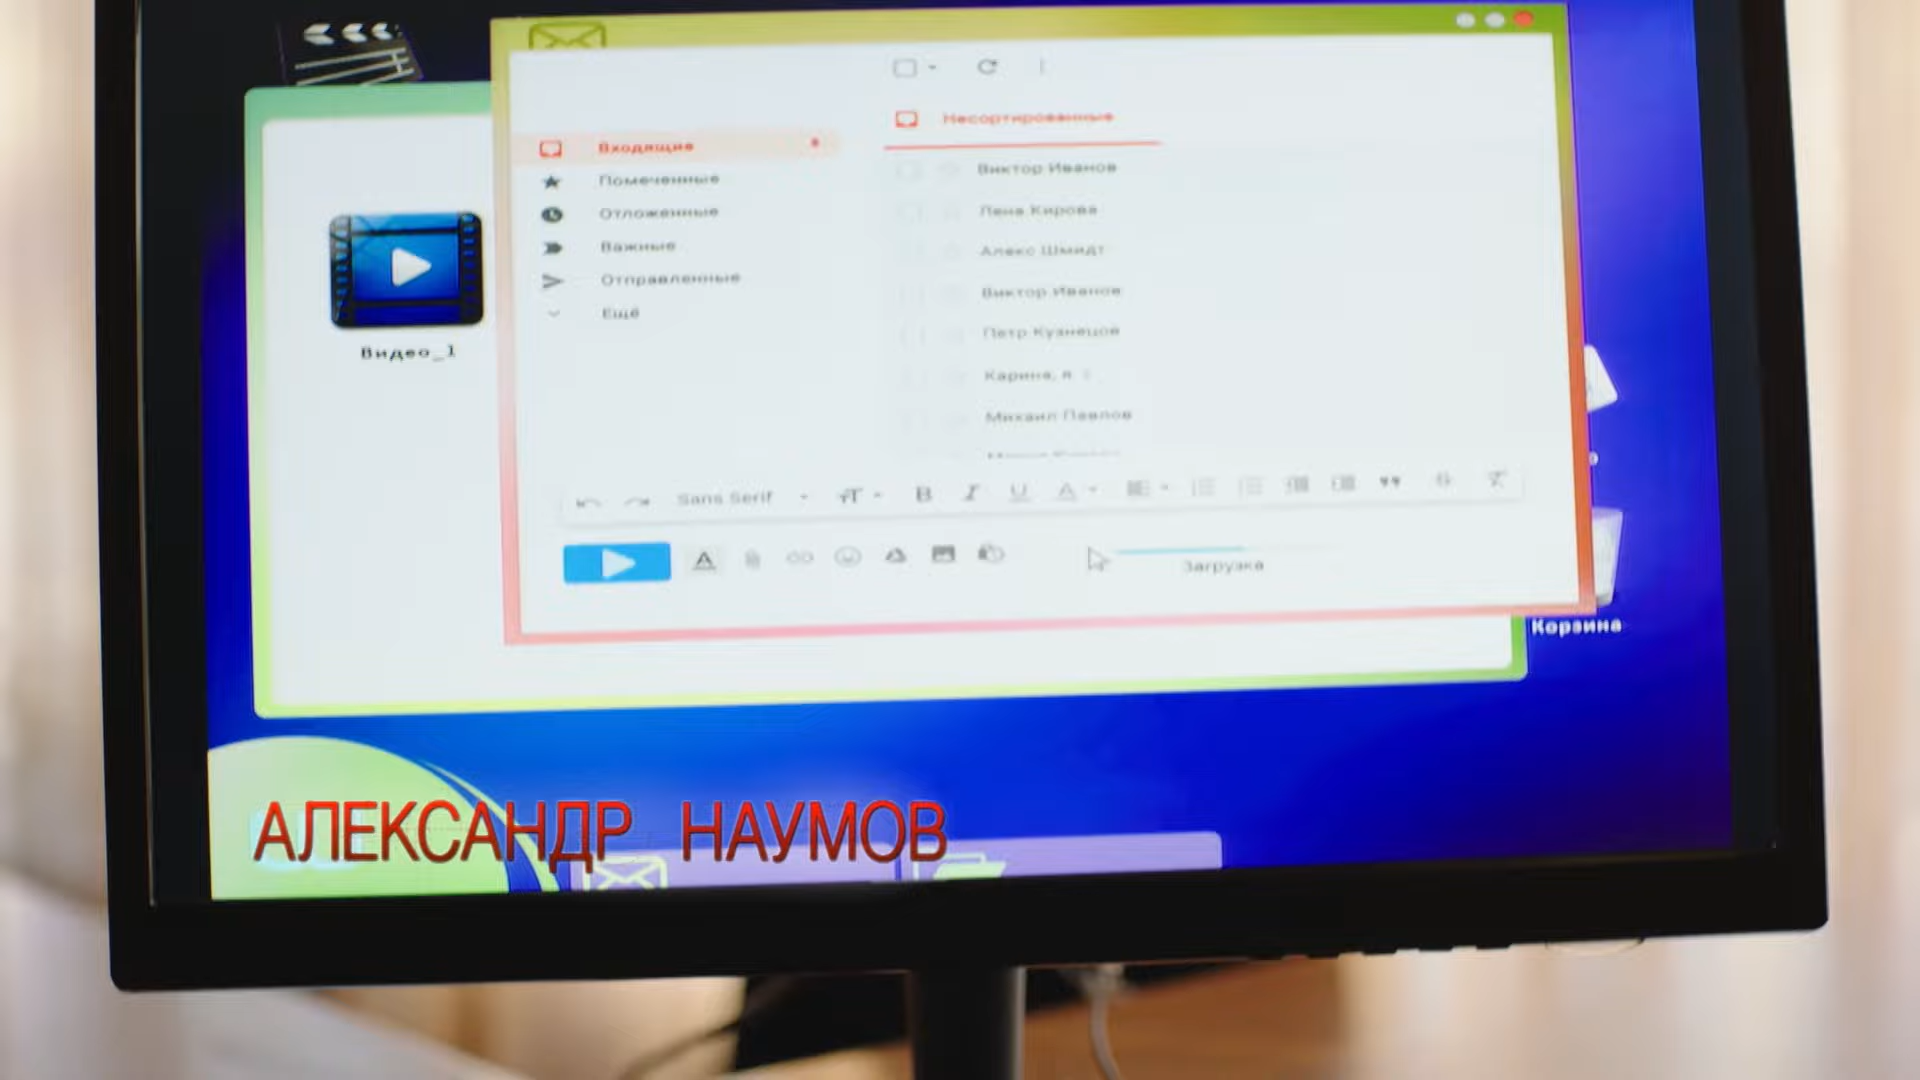 Несортированные
Входящие
Помеченные
Отложенные
Важные
Отправленные
Ещё
Виктор Иванов
Лена Кирова
Алекс Шмидт
Виктор Иванов
Петр Кузнецов
Карина, я
Михаил Павлов
Видео_1
Sans Serif
Загрузка
Корзина
АЛЕКСАНДР НАУМОВ